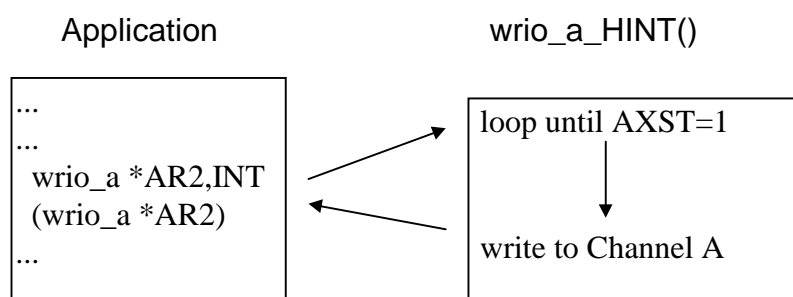 Application
...
...
wrio_a *AR2,INT
(wrio_a *AR2)
...
wrio_a_HINT()
loop until AXST=1
write to Channel A